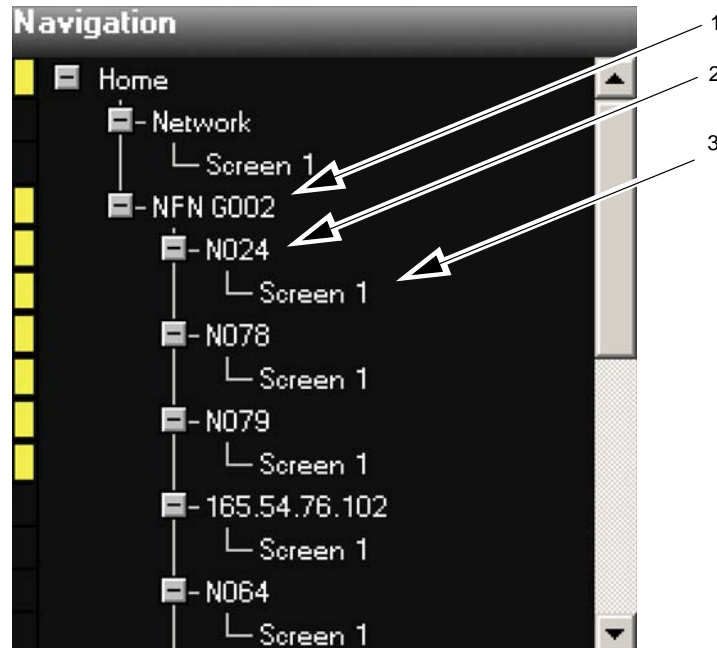 Navigation
1
Home
2
Network
Screen 1
3
NFN G002
N024
Screen 1
N078
Screen 1
N079
Screen 1
165.54.76.102
Screen 1
N064
Screen 1